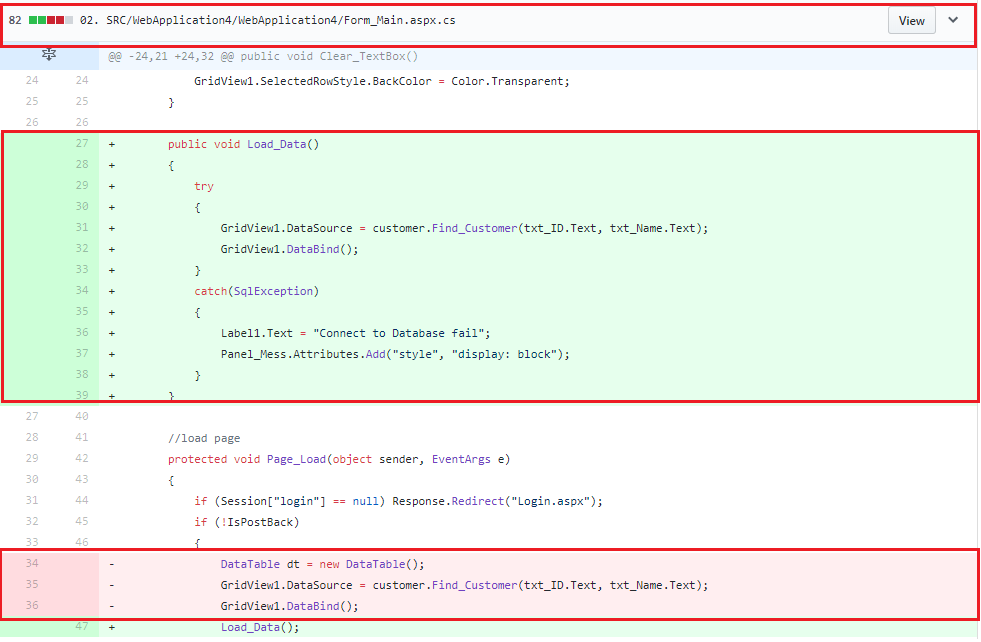 82 02. SRC/WebApplication4/WebApplication4/Form_Main.aspx.cs View
@@ -24,21 +24,32 @@ public void Clear_TextBox()
24 24 GridView1.SelectedRowStyle.BackColor = Color.Transparent;
25 25 }
26 26
27 + public void Load_Data()
28 + {
29 + try
30 + {
31 + GridView1.DataSource = customer.Find_Customer(txt_ID.Text, txt_Name.Text);
32 + GridView1.DataBind();
33 + }
34 + catch(SqlException)
35 + {
36 + Label1.Text = "Connect to Database fail";
37 + Panel_Mess.Attributes.Add("style", "display: block");
38 + }
39 + }
27 40
28 41 //load page
29 42 protected void Page_Load(object sender, EventArgs e)
30 43 {
31 44 if (Session["login"] == null) Response.Redirect("Login.aspx");
32 45 if (!IsPostBack)
33 46 {
34 - DataTable dt = new DataTable();
35 - GridView1.DataSource = customer.Find_Customer(txt_ID.Text, txt_Name.Text);
36 - GridView1.DataBind();
47 + Load_Data();